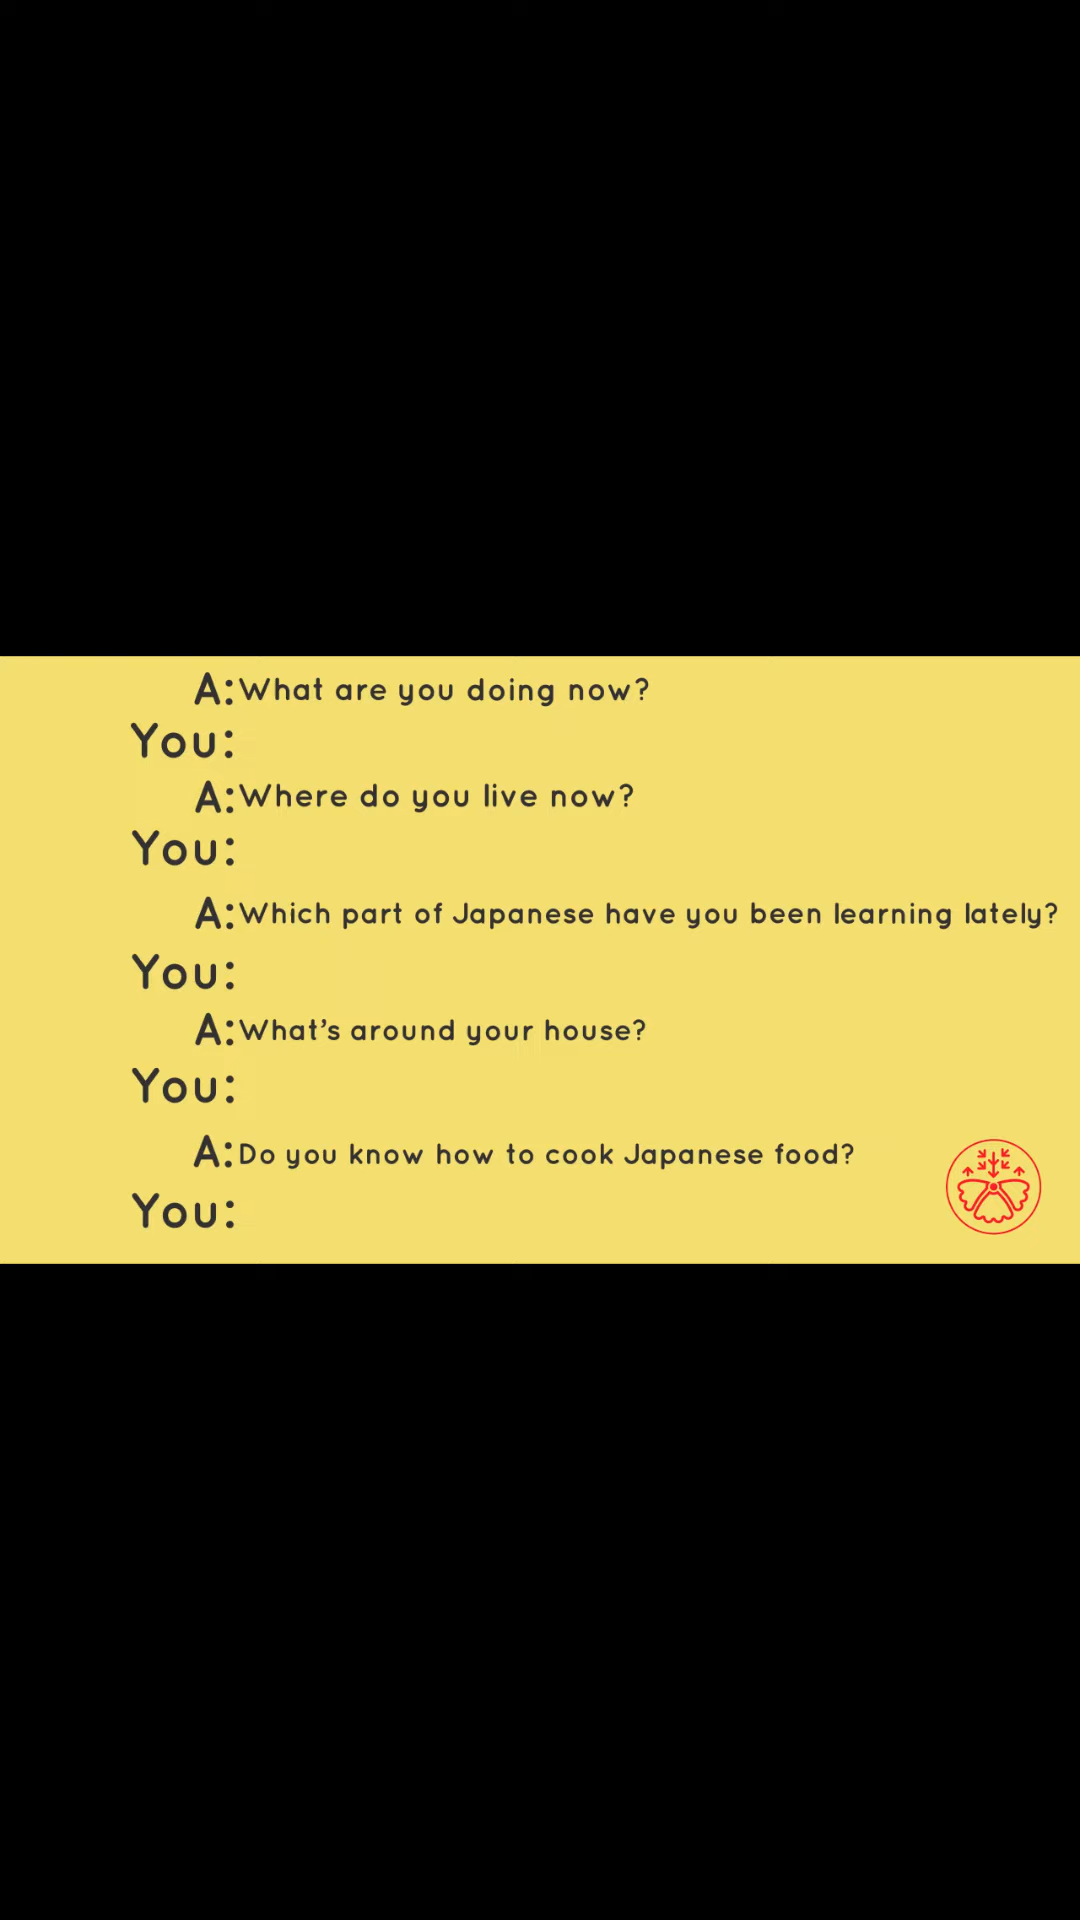 A:What are you doing now?
You:
A:Where do you live now?
You:
A:Which part of Japanese have you been learning lately?
You:
A:What's around your house?
You:
A:Do you know how to cook Japanese food?
You: